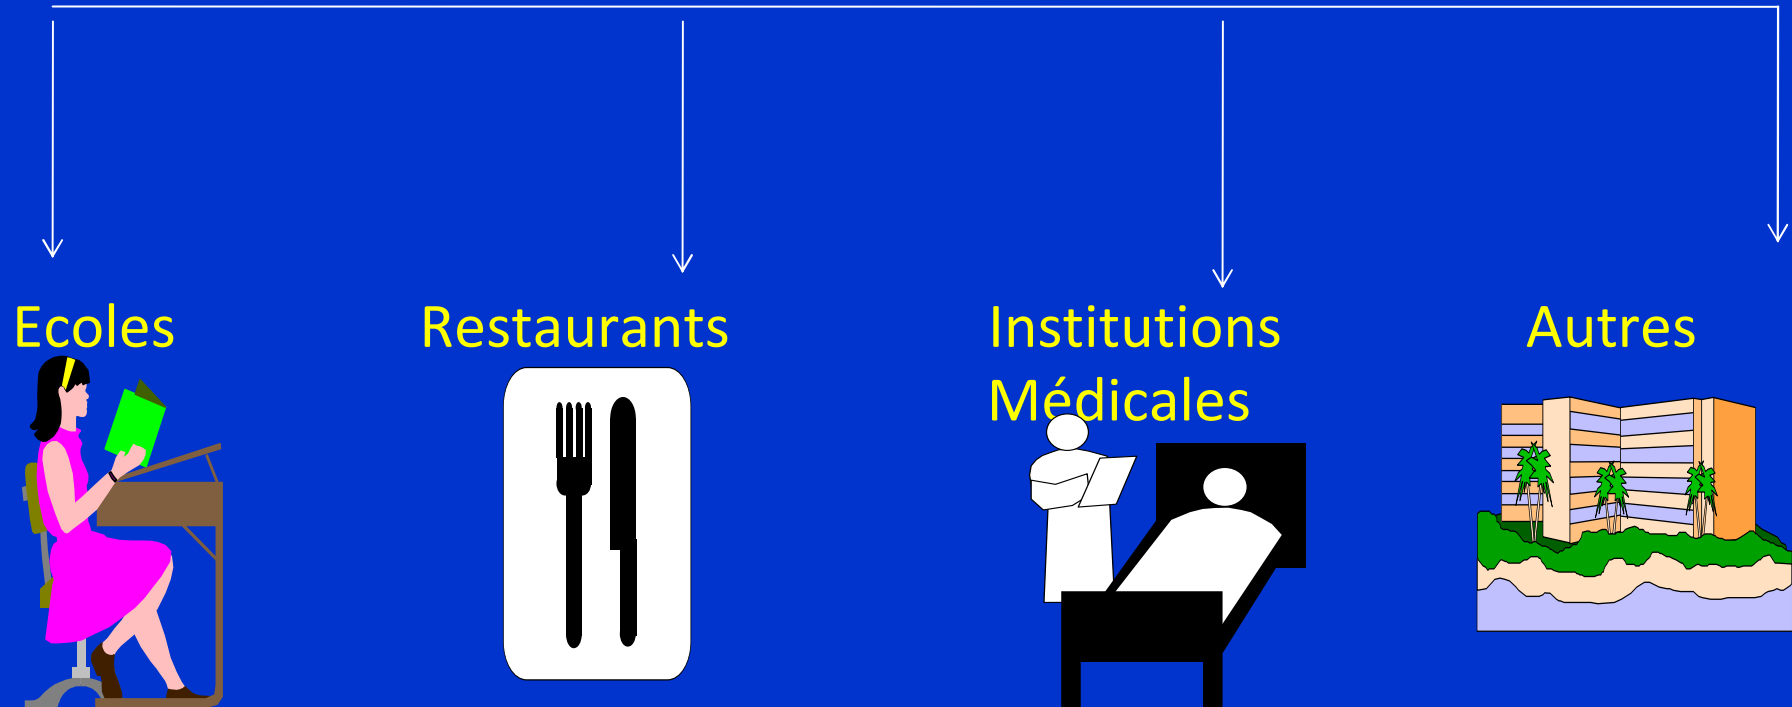 Ecoles
Restaurants
Institutions
Médicales
Autres